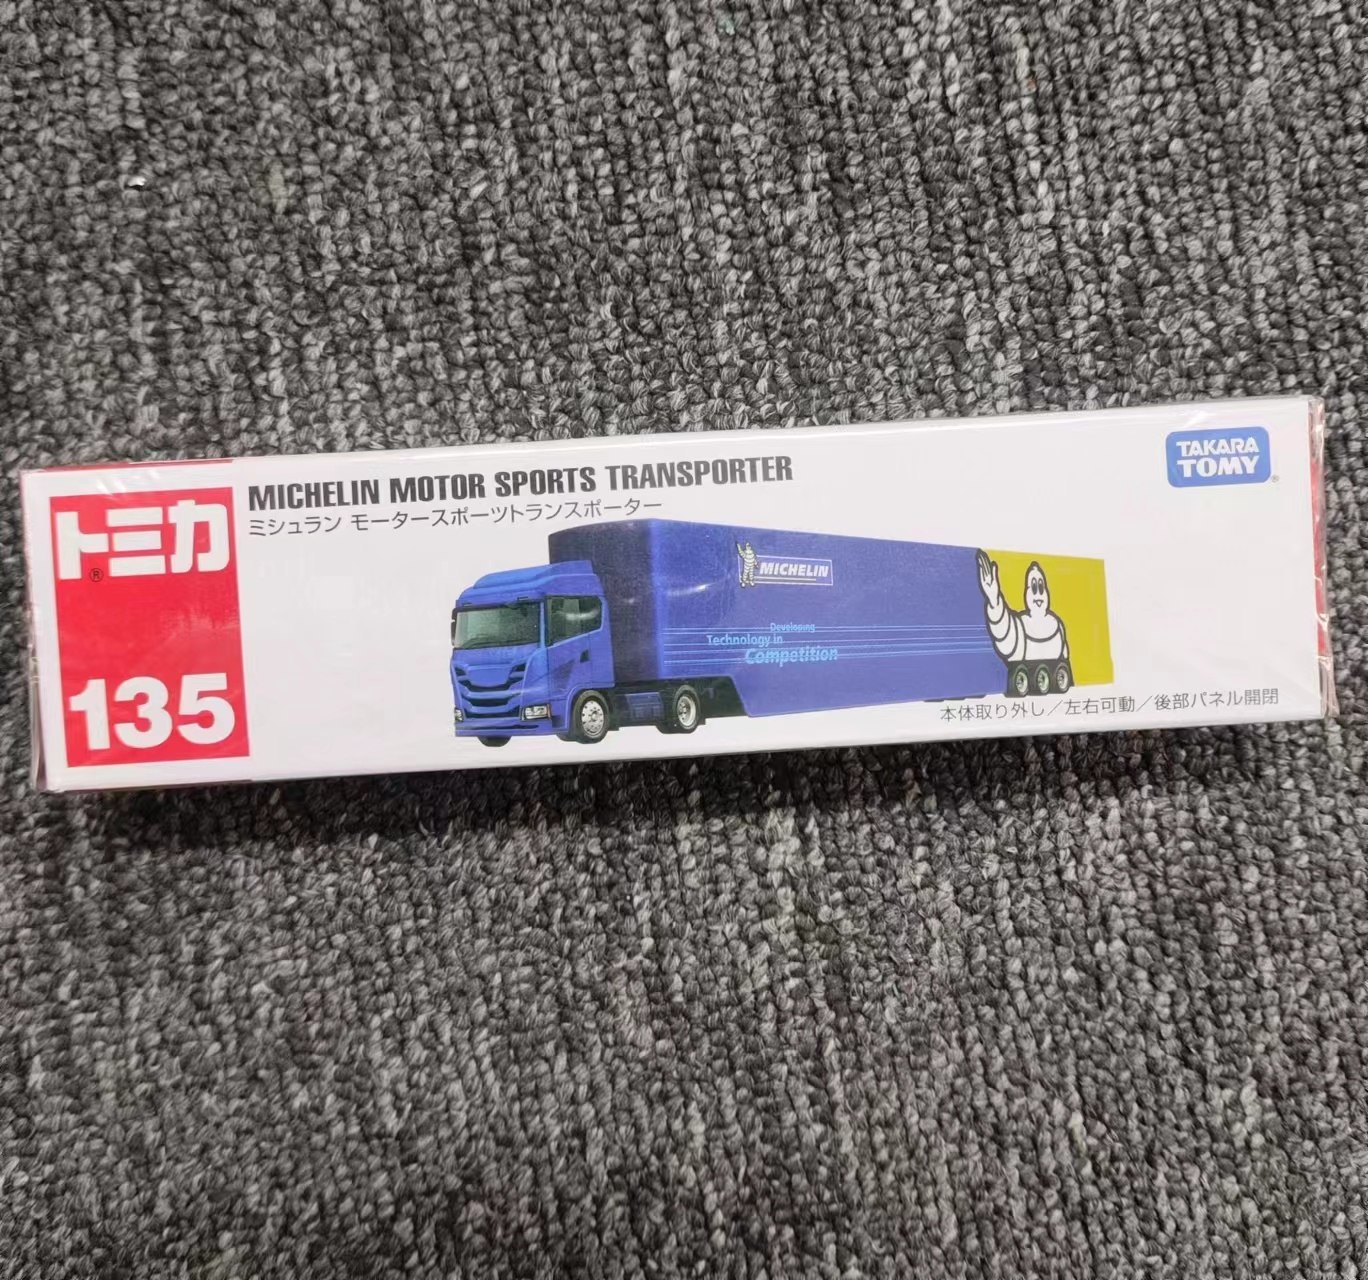 トミカ
®
135
MICHELIN MOTOR SPORTS TRANSPORTER
ミシュラン モータースポーツトランスポーター
TAKARA
TOMY
®
MICHELIN
Developing
Technology in
Competition
本体取り外し／左右可動／後部パネル開閉